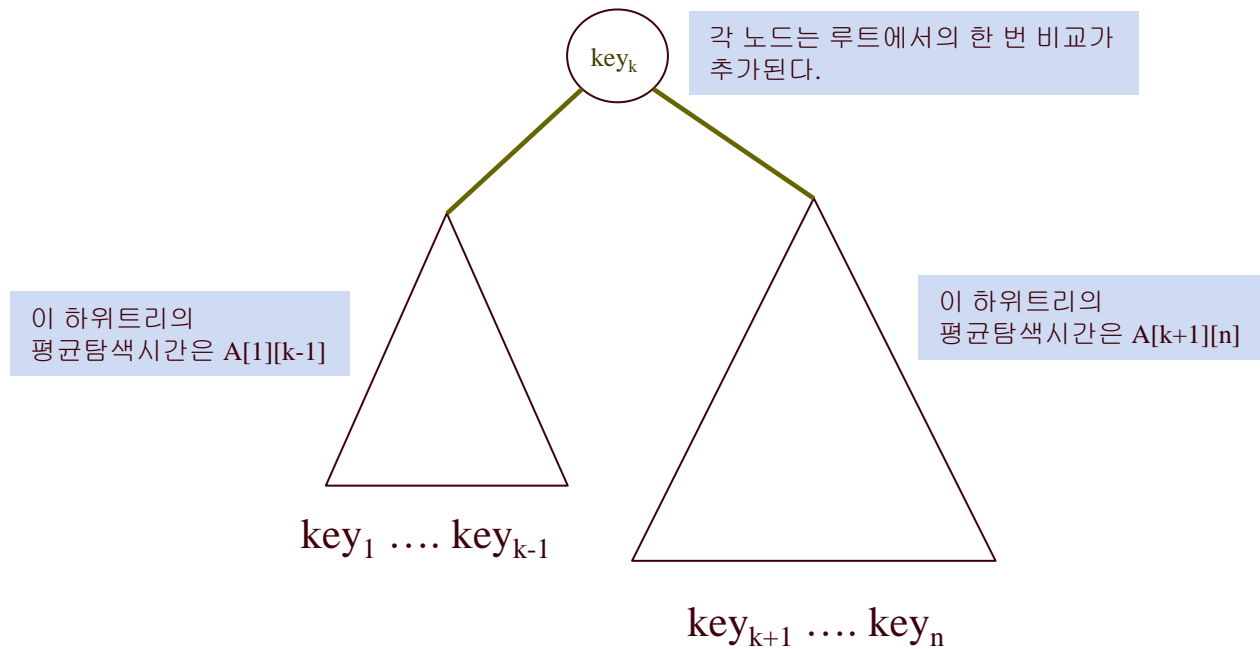 key_k
각 노드는 루트에서의 한 번 비교가
추가된다.
이 하위트리의
평균탐색시간은 A[1][k-1]
이 하위트리의
평균탐색시간은 A[k+1][n]
key_1 …. key_{k-1}
key_{k+1} …. key_n